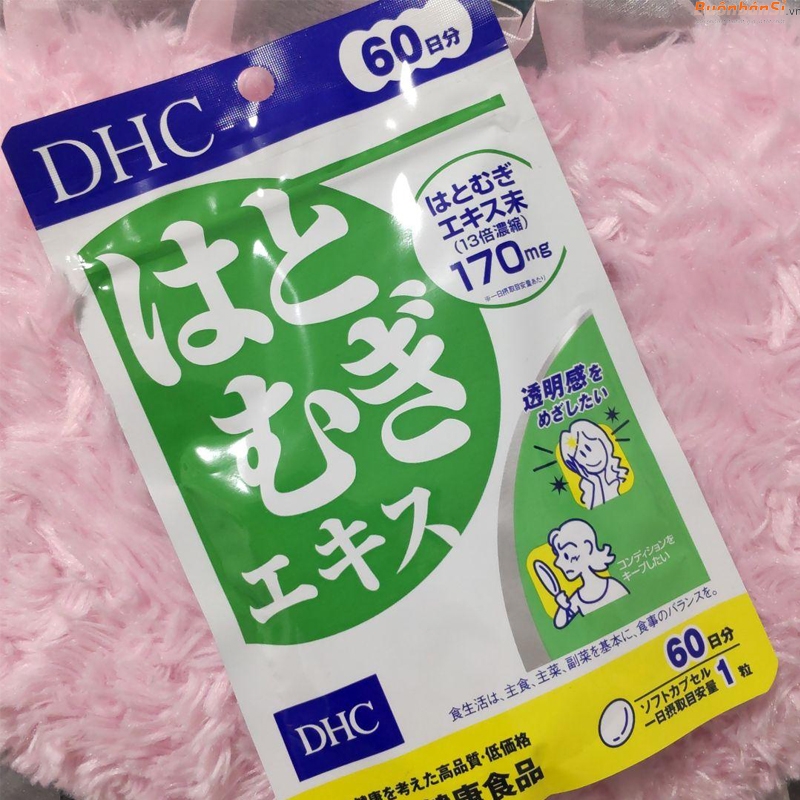 BuônhànSỉ.vn
60日分
DHC
はとむぎ
エキス末
(13倍濃縮)
170mg
※一日摂取目安量あたり
はと
むぎ
エキス
透明感を
めざしたい
コンディションを
キープしたい
食生活は、主食、主菜、副菜を基本に、食事のバランスを。
60日分
ソフトカプセル
一日摂取目安量1粒
DHC
を考えた高品質・低価格
健康食品